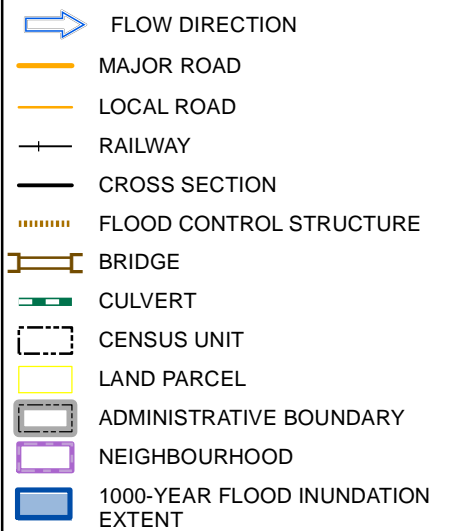 FLOW DIRECTION
MAJOR ROAD
LOCAL ROAD
RAILWAY
CROSS SECTION
FLOOD CONTROL STRUCTURE
BRIDGE
CULVERT
CENSUS UNIT
LAND PARCEL
ADMINISTRATIVE BOUNDARY
NEIGHBOURHOOD
1000-YEAR FLOOD INUNDATION
EXTENT